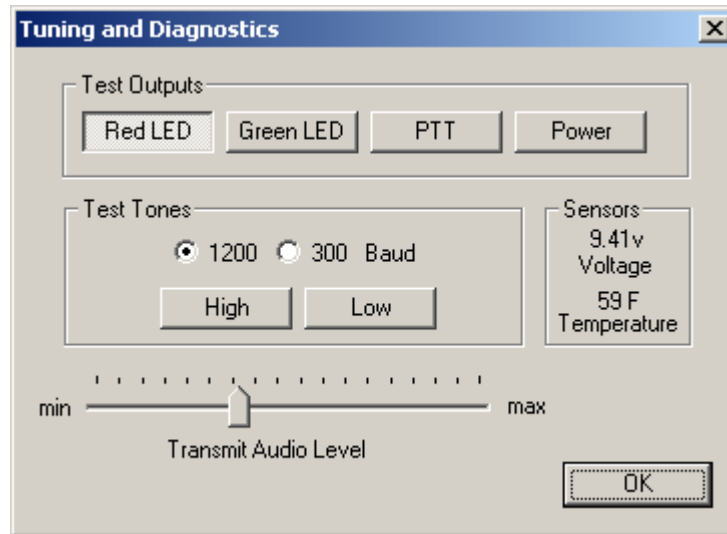 Tuning and Diagnostics
Test Outputs
Red LED
Green LED
PTT
Power
Test Tones
1200
300
Baud
High
Low
Sensors
9.41v
Voltage
59 F
Temperature
min
max
Transmit Audio Level
OK